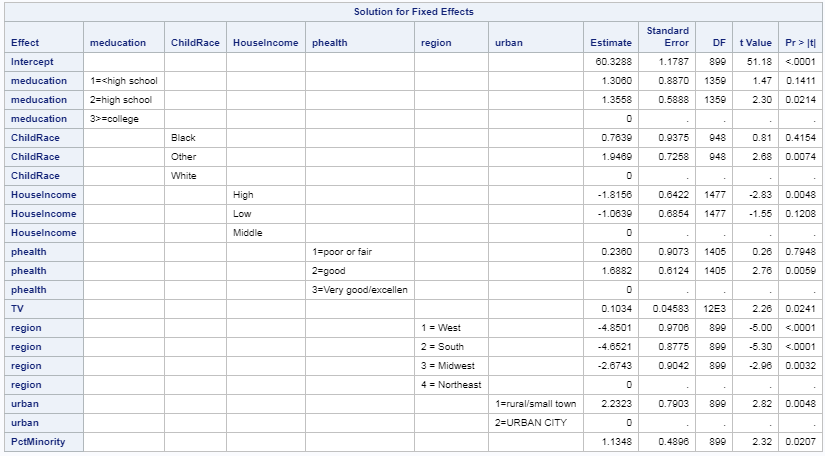 Solution for Fixed Effects
Effect meducation ChildRace HouseIncome phealth region urban Estimate Standard Error DF t Value Pr > |t|
Intercept 60.3288 1.1787 899 51.18 <.0001
meducation 1=<high school 1.3060 0.8870 1359 1.47 0.1411
meducation 2=high school 1.3558 0.5888 1359 2.30 0.0214
meducation 3>=college 0 . . . .
ChildRace Black 0.7639 0.9375 948 0.81 0.4154
ChildRace Other 1.9469 0.7258 948 2.68 0.0074
ChildRace White 0 . . . .
HouseIncome High -1.8156 0.6422 1477 -2.83 0.0048
HouseIncome Low -1.0639 0.6854 1477 -1.55 0.1208
HouseIncome Middle 0 . . . .
phealth 1=poor or fair 0.2360 0.9073 1405 0.26 0.7948
phealth 2=good 1.6882 0.6124 1405 2.76 0.0059
phealth 3=Very good/excellen 0 . . . .
TV 0.1034 0.04583 12E3 2.26 0.0241
region 1 = West -4.8501 0.9706 899 -5.00 <.0001
region 2 = South -4.6521 0.8775 899 -5.30 <.0001
region 3 = Midwest -2.6743 0.9042 899 -2.96 0.0032
region 4 = Northeast 0 . . . .
urban 1=rural/small town 2.2323 0.7903 899 2.82 0.0048
urban 2=URBAN CITY 0 . . . .
PctMinority 1.1348 0.4896 899 2.32 0.0207